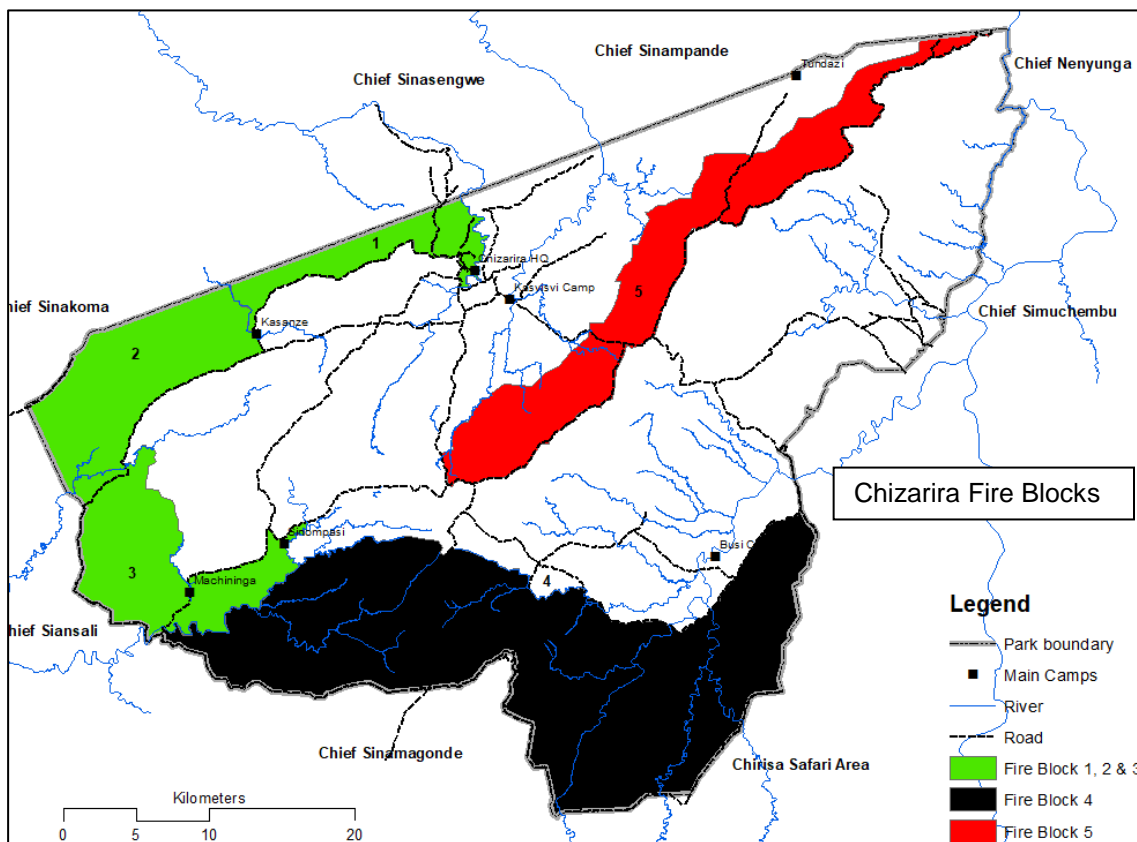 Chief Sinampande
Chief Nenyunga
Tundazi
Chief Sinasengwe
1
Chizarira HQ
Kasvisvi Camp
5
Chief Sinakoma
Chief Simuchembu
Kasanze
2
Chizarira Fire Blocks
Sidompasi
Busi C
4
3
Machininga
Chief Siansali
Chief Sinamagonde
Chirisa Safari Area
Kilometers
0 5 10 20
Legend
Park boundary
Main Camps
River
Road
Fire Block 1, 2 & 3
Fire Block 4
Fire Block 5